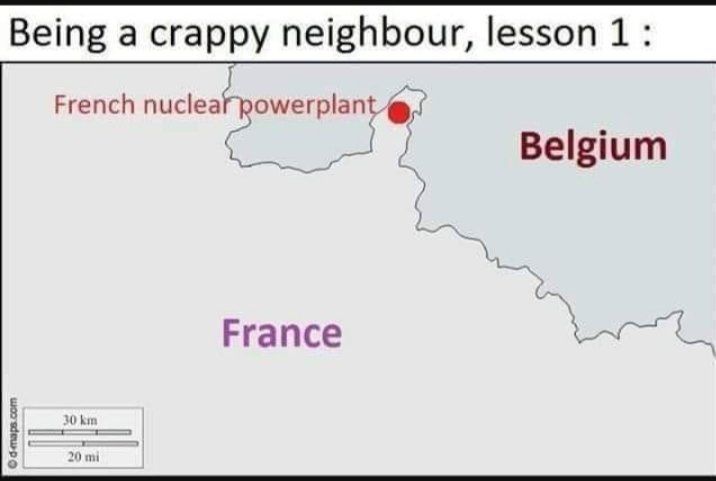 Being a crappy neighbour, lesson 1 :
French nuclear powerplant
Belgium
France
30 km
20 mi
© d-maps.com